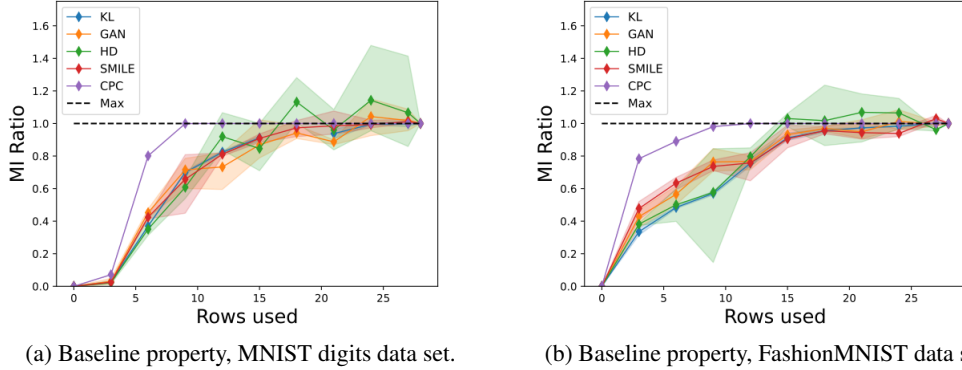 1.6
1.4
1.2
1.0
0.8
0.6
0.4
0.2
0.0
MI Ratio
KL
GAN
HD
SMILE
CPC
Max
0 5 10 15 20 25
Rows used
(a) Baseline property, MNIST digits data set.
1.6
1.4
1.2
1.0
0.8
0.6
0.4
0.2
0.0
MI Ratio
KL
GAN
HD
SMILE
CPC
Max
0 5 10 15 20 25
Rows used
(b) Baseline property, FashionMNIST data s